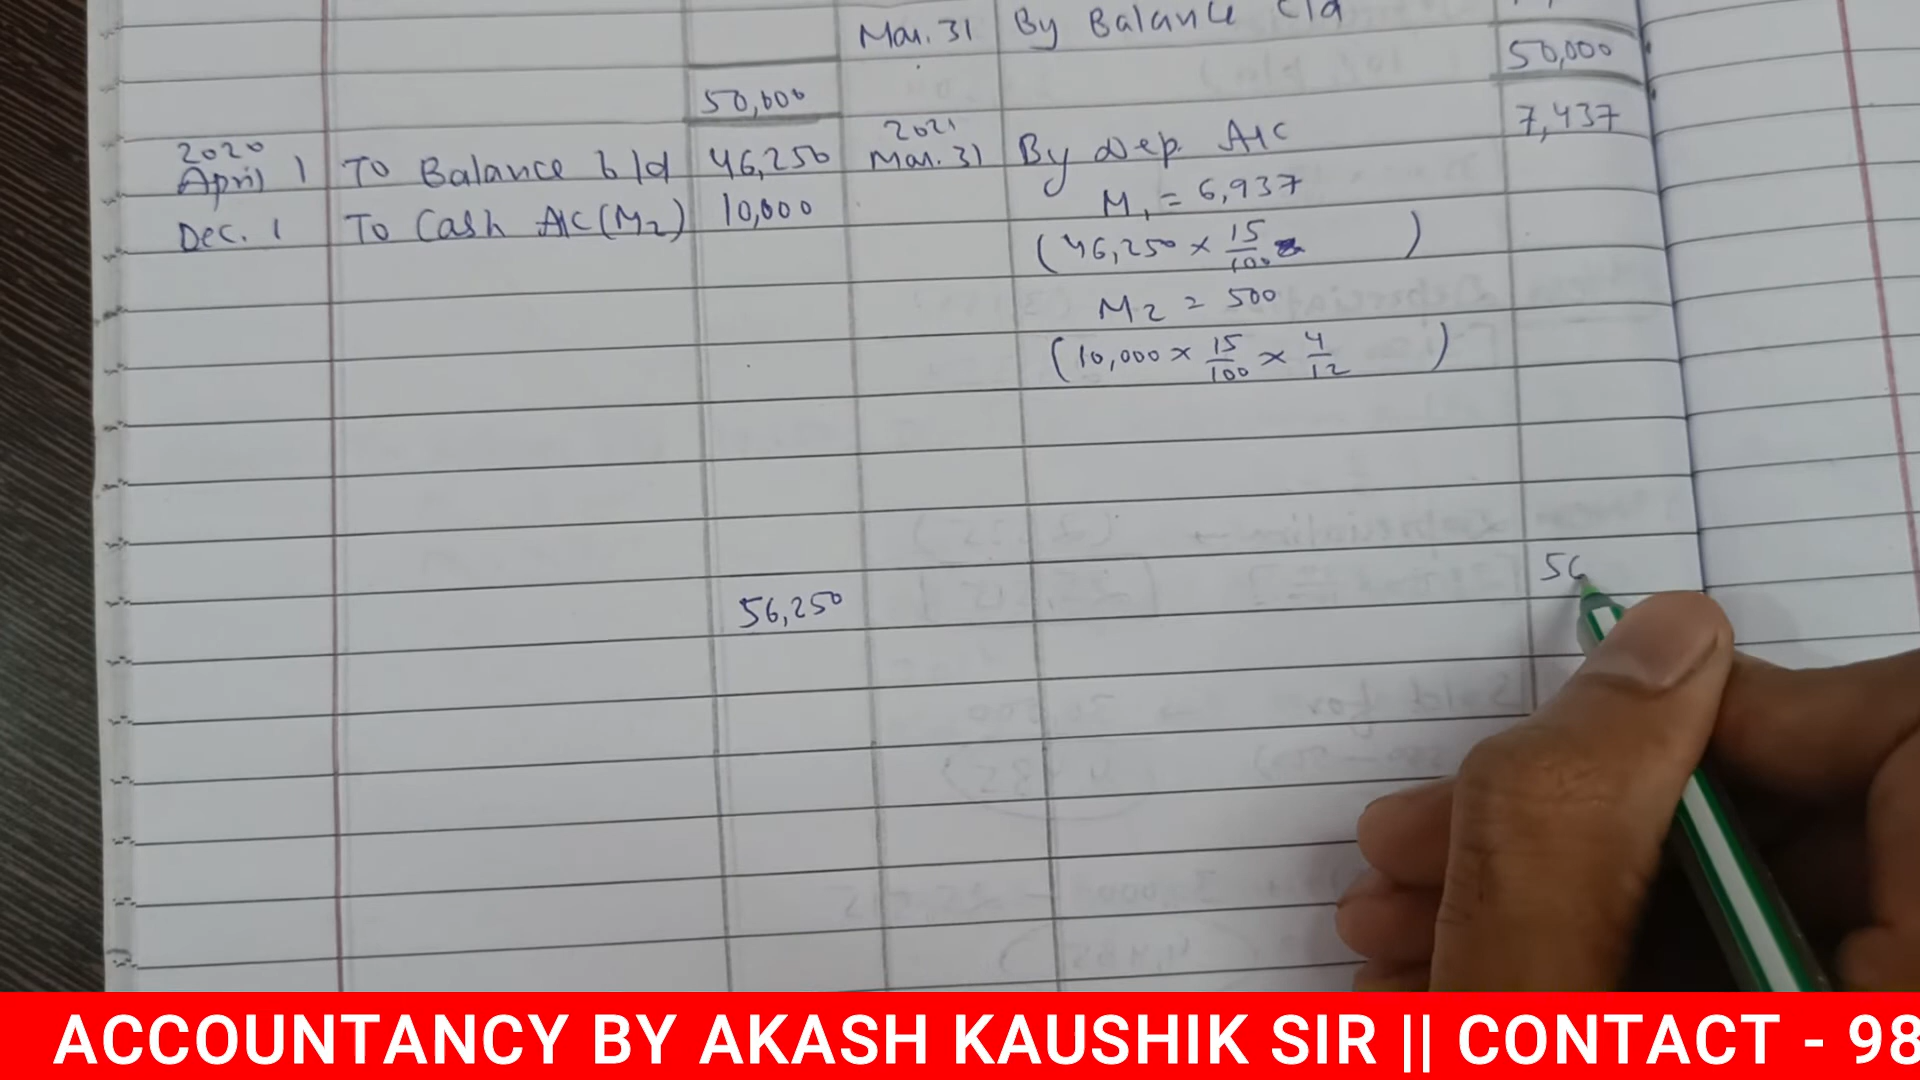 Mar. 31 By Balance c/d
50,000 50,000
2020 2021
April 1 To Balance b/d 46,250 Mar. 31 By Dep. A/C 7,437
Dec. 1 To Cash A/C (M2) 10,000 M1 = 6,937
(46,250 × 15/100)
M2 = 500
(10,000 × 15/100 × 4/12)
56,250 56
ACCOUNTANCY BY AKASH KAUSHIK SIR || CONTACT - 98